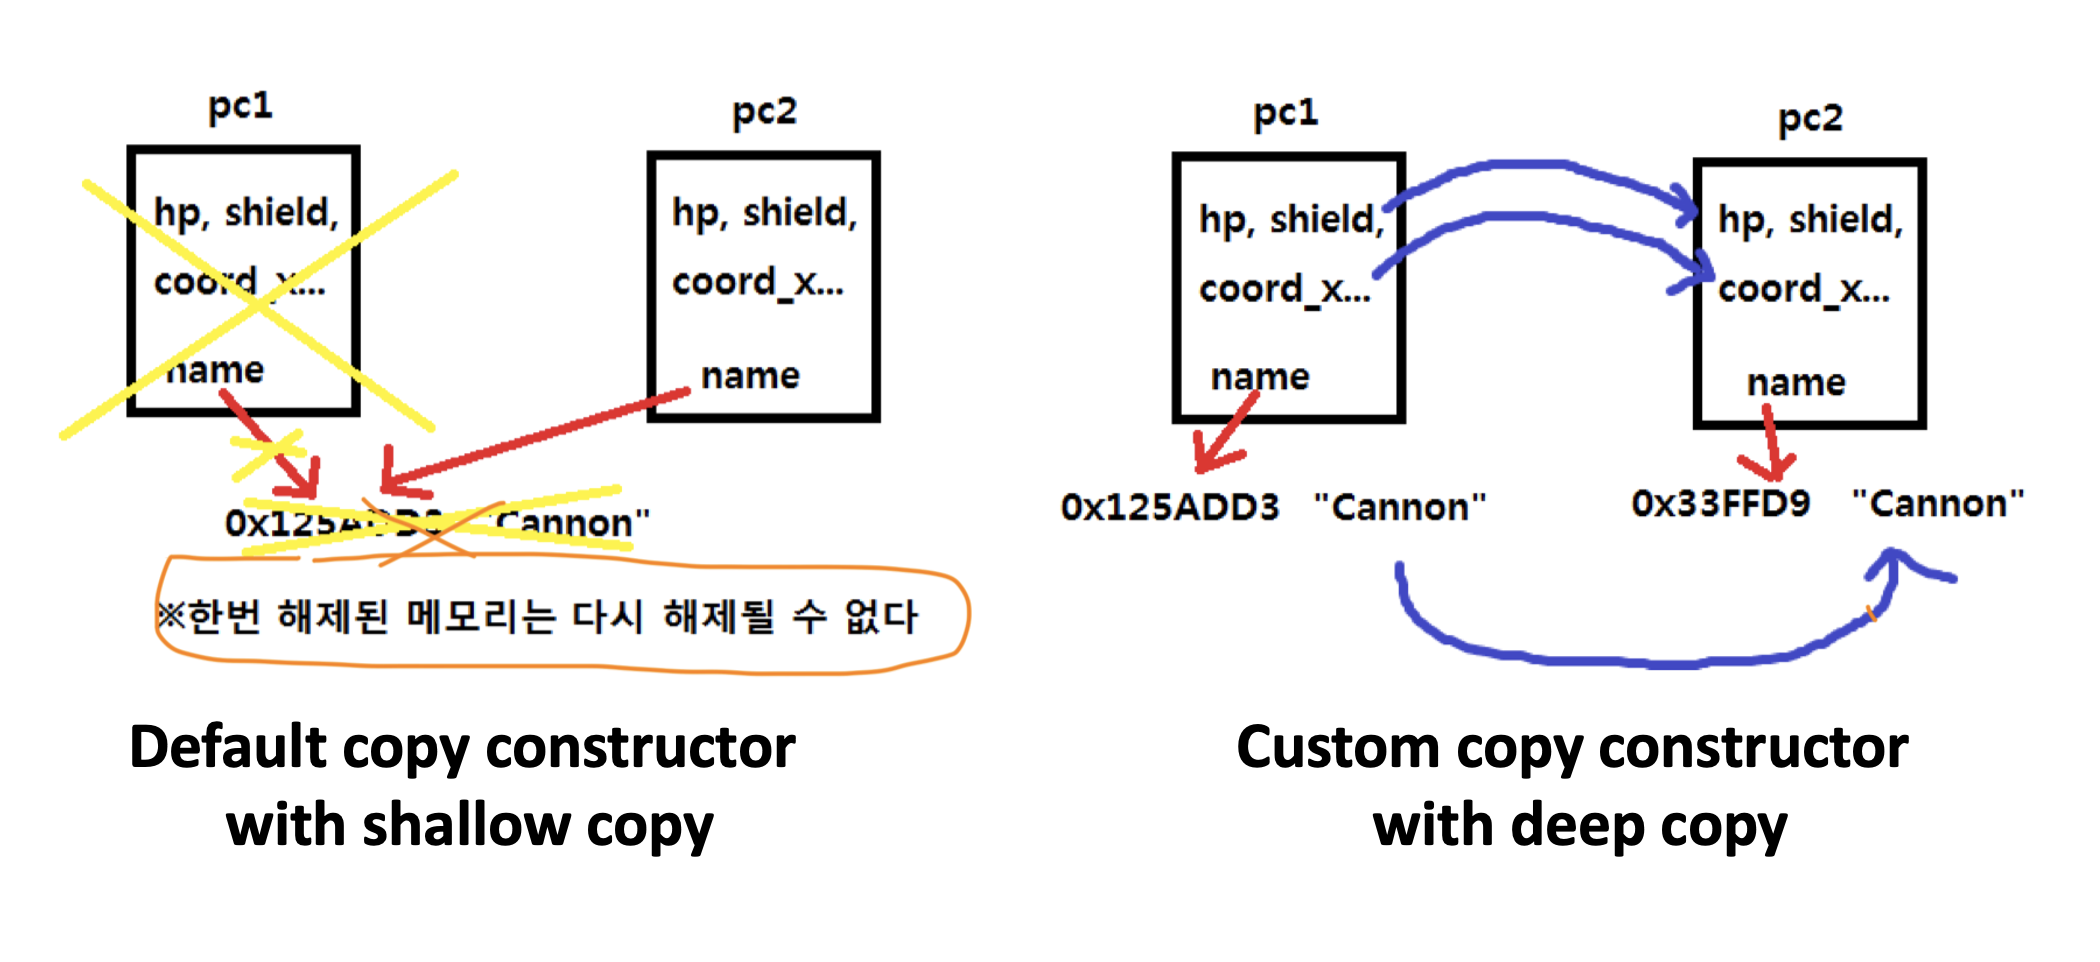 pc1
hp, shield,
coord_x...
name
0x125ADD3 "Cannon"
pc2
hp, shield,
coord_x...
name
※한번 해제된 메모리는 다시 해제될 수 없다
Default copy constructor
with shallow copy
pc1
hp, shield,
coord_x...
name
0x125ADD3 "Cannon"
pc2
hp, shield,
coord_x...
name
0x33FFD9 "Cannon"
Custom copy constructor
with deep copy